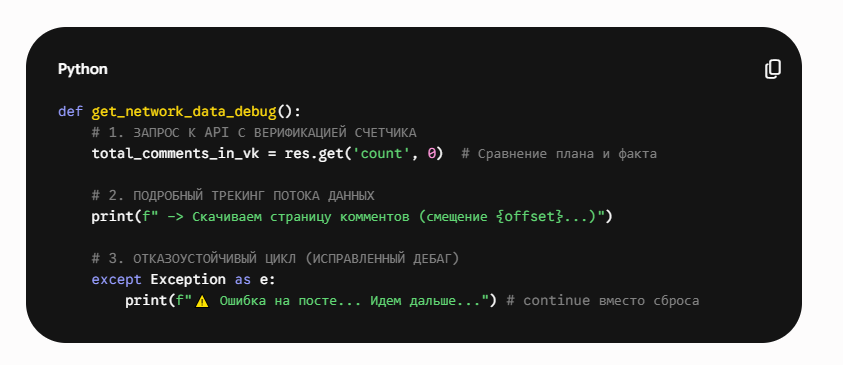 Python
def get_network_data_debug():
# 1. ЗАПРОС К API С ВЕРИФИКАЦИЕЙ СЧЕТЧИКА
total_comments_in_vk = res.get('count', 0)  # Сравнение плана и факта
# 2. ПОДРОБНЫЙ ТРЕКИНГ ПОТОКА ДАННЫХ
print(f" -> Скачиваем страницу комментов (смещение {offset}...)")
# 3. ОТКАЗОУСТОЙЧИВЫЙ ЦИКЛ (ИСПРАВЛЕННЫЙ ДЕБАГ)
except Exception as e:
print(f"⚠️ Ошибка на посте... Идем дальше...") # continue вместо сброса